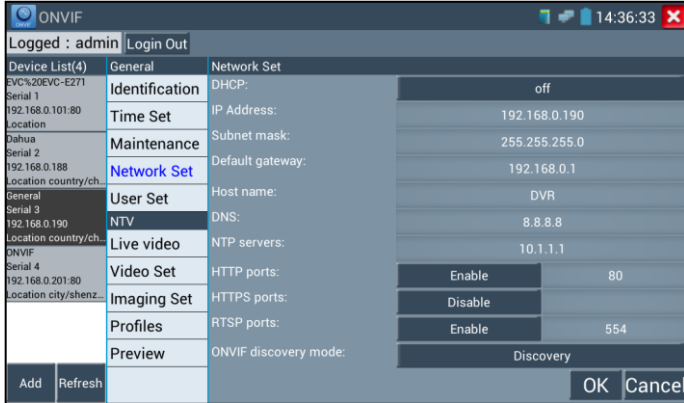 ONVIF
ONVIF 14:36:33
Logged : admin Login Out
Device List(4)
EVC%20EVC-E271
Serial 1
192.168.0.101:80
Location
Dahua
Serial 2
192.168.0.188
Location country/ch...
General
Serial 3
192.168.0.190
Location country/ch...
ONVIF
Serial 4
192.168.0.201:80
Location city/shenz...
Add Refresh
General
Identification
Time Set
Maintenance
Network Set
User Set
NTV
Live video
Video Set
Imaging Set
Profiles
Preview
Network Set
DHCP: off
IP Address: 192.168.0.190
Subnet mask: 255.255.255.0
Default gateway: 192.168.0.1
Host name: DVR
DNS: 8.8.8.8
NTP servers: 10.1.1.1
HTTP ports: Enable 80
HTTPS ports: Disable
RTSP ports: Enable 554
ONVIF discovery mode: Discovery
OK Cancel